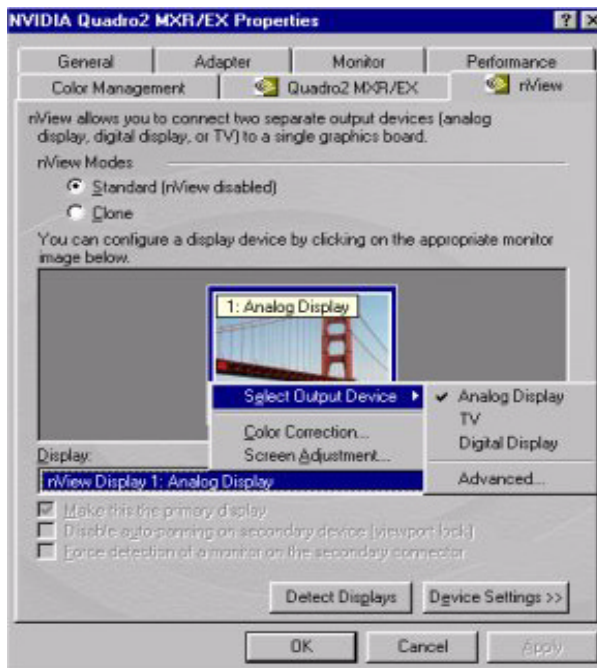 NVIDIA Quadro2 MXR/EX Properties
General Adapter Monitor Performance
Color Management Quadro2 MXR/EX nView
nView allows you to connect two separate output devices (analog
display, digital display, or TV) to a single graphics board.
nView Modes
Standard (nView disabled)
Clone
You can configure a display device by clicking on the appropriate monitor
image below.
1: Analog Display
Select Output Device
Analog Display
TV
Digital Display
Advanced...
Color Correction...
Screen Adjustment...
Display:
nView Display 1: Analog Display
Make this the primary display
Disable auto-panning on secondary device (viewport lock)
Force detection of a monitor on the secondary connector
Detect Displays Device Settings >>
OK Cancel Apply